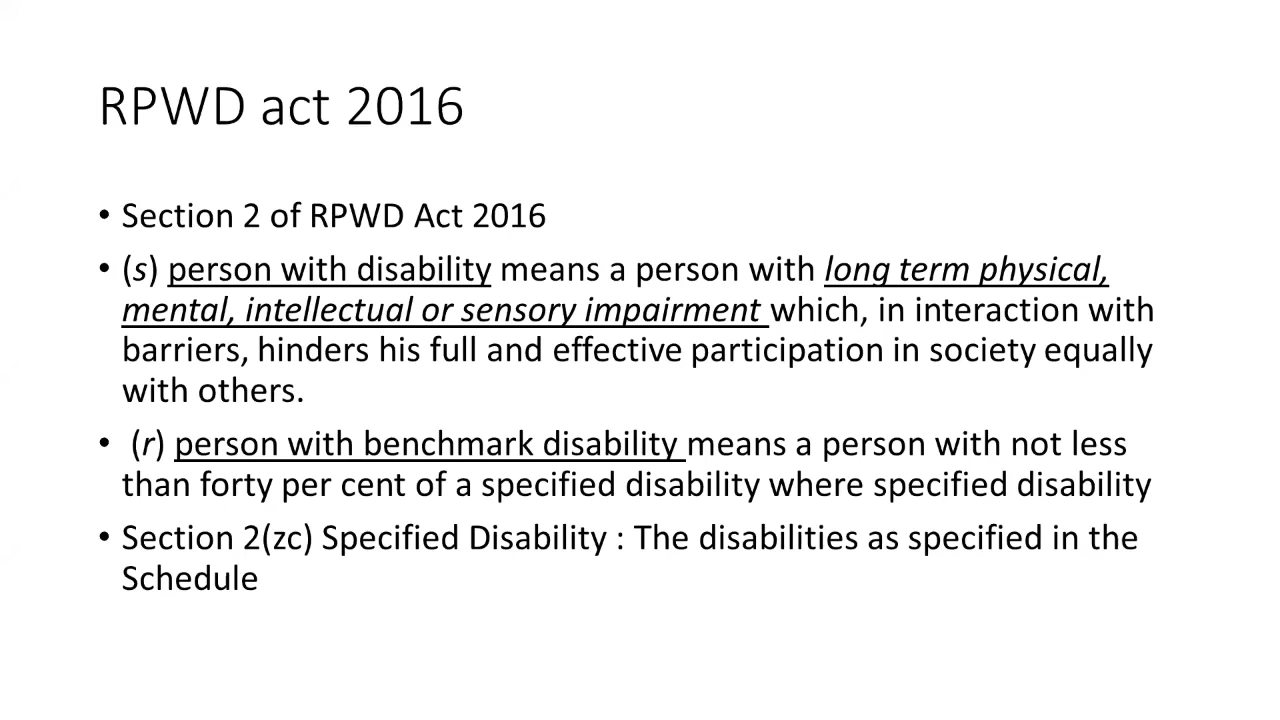 RPWD act 2016
• Section 2 of RPWD Act 2016
• (s) person with disability means a person with long term physical,
mental, intellectual or sensory impairment which, in interaction with
barriers, hinders his full and effective participation in society equally
with others.
• (r) person with benchmark disability means a person with not less
than forty per cent of a specified disability where specified disability
• Section 2(zc) Specified Disability : The disabilities as specified in the
Schedule